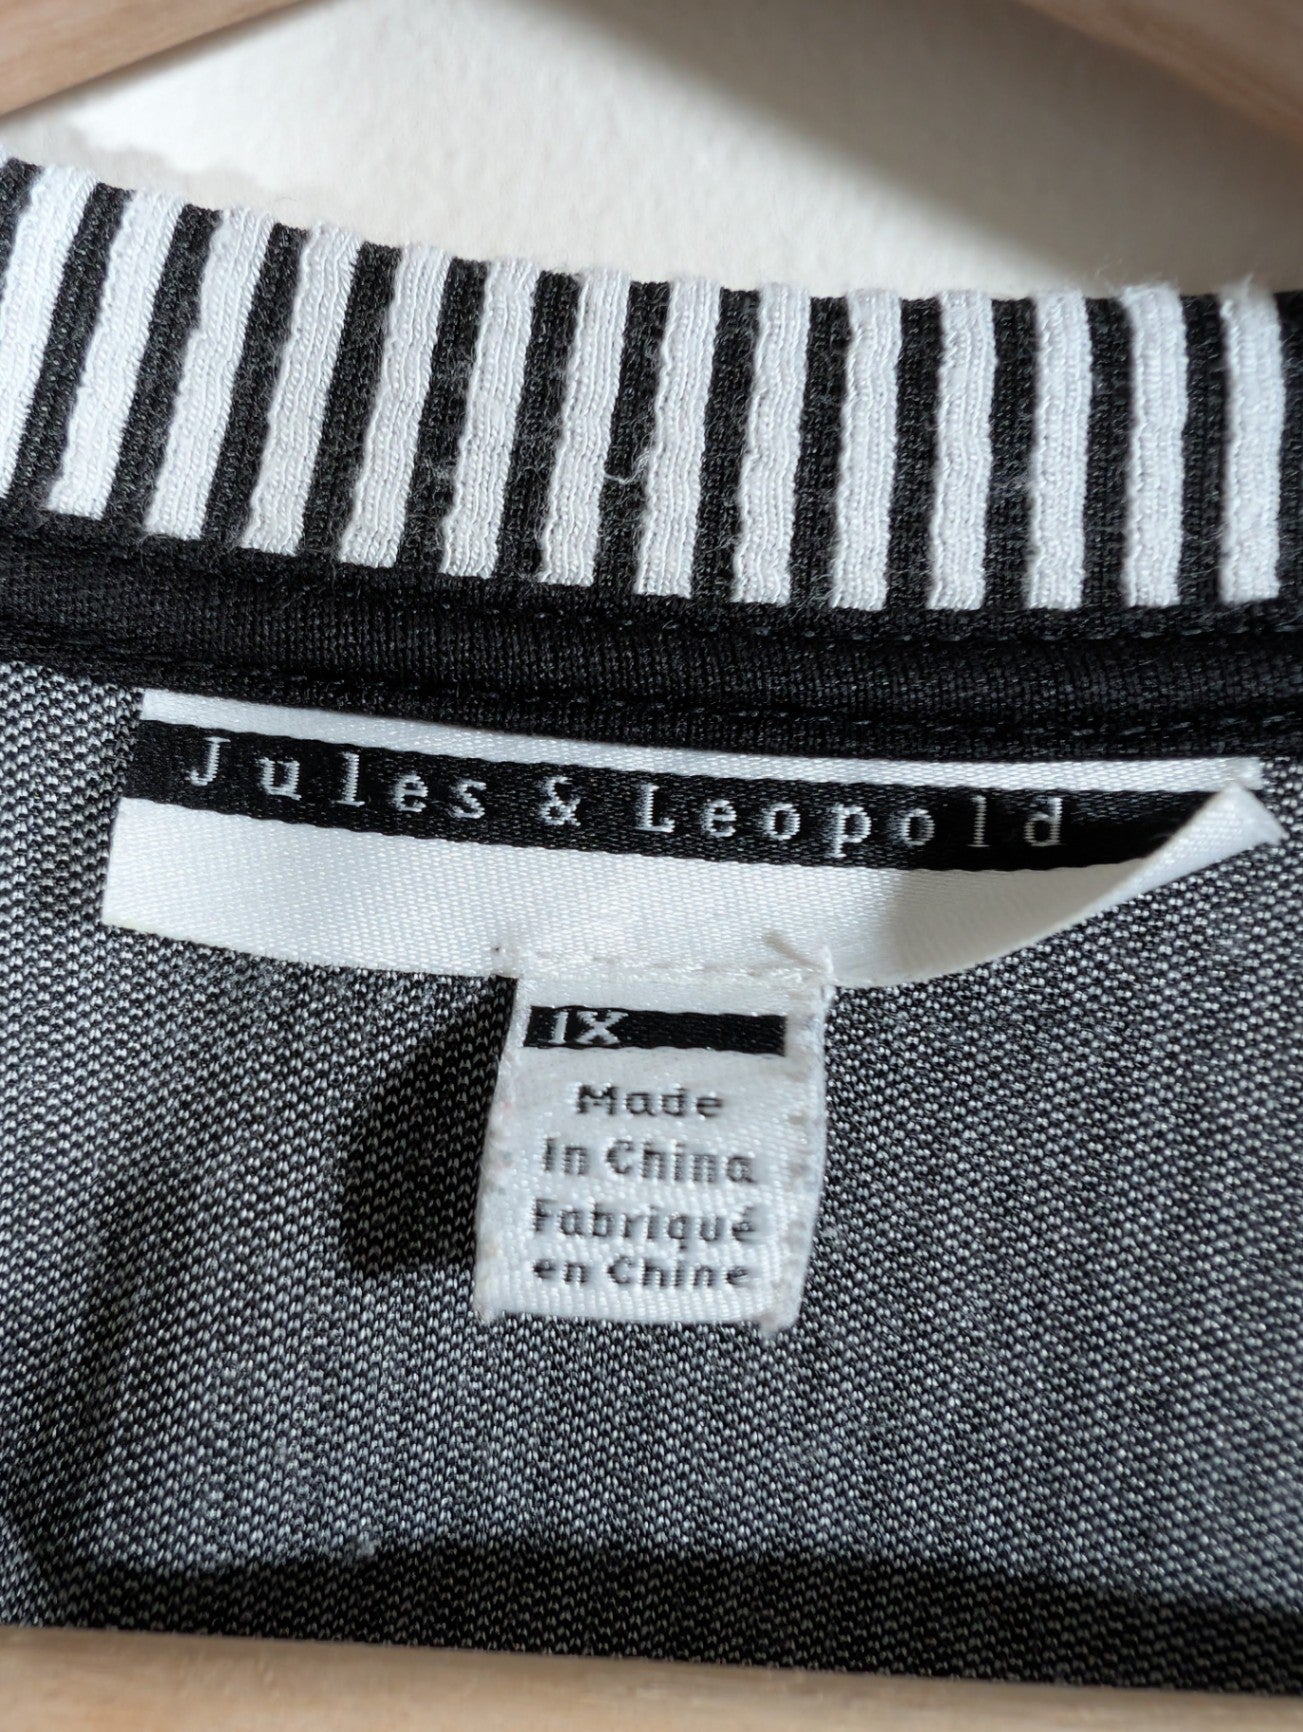 Jules & Leopold
1X
Made
in China
Fabriqué
en Chine